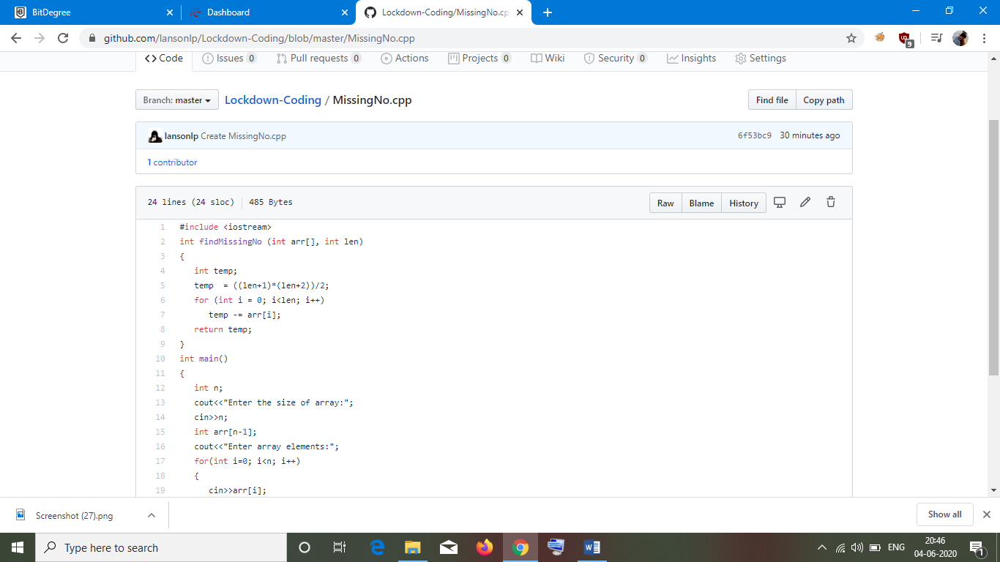 BitDegree
Dashboard
Lockdown-Coding/MissingNo.cp
github.com/lansonlp/Lockdown-Coding/blob/master/MissingNo.cpp
9
Code Issues 0 Pull requests 0 Actions Projects 0 Wiki Security 0 Insights Settings
Branch: master Lockdown-Coding / MissingNo.cpp Find file Copy path
lansonlp Create MissingNo.cpp 6f53bc9 30 minutes ago
1 contributor
24 lines (24 sloc) 485 Bytes Raw Blame History
1 #include <iostream>
2 int findMissingNo (int arr[], int len)
3 {
4 int temp;
5 temp  = ((len+1)*(len+2))/2;
6 for (int i = 0; i<len; i++)
7 temp -= arr[i];
8 return temp;
9 }
10 int main()
11 {
12 int n;
13 cout<<"Enter the size of array:";
14 cin>>n;
15 int arr[n-1];
16 cout<<"Enter array elements:";
17 for(int i=0; i<n; i++)
18 {
19 cin>>arr[i];
Screenshot (27).png Show all
Type here to search
ENG
20:46
04-06-2020
1